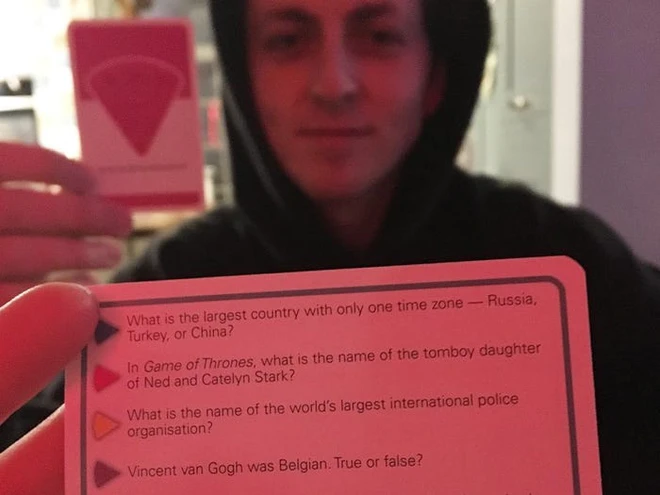 What is the largest country with only one time zone — Russia,
Turkey, or China?
In Game of Thrones, what is the name of the tomboy daughter
of Ned and Catelyn Stark?
What is the name of the world's largest international police
organisation?
Vincent van Gogh was Belgian. True or false?